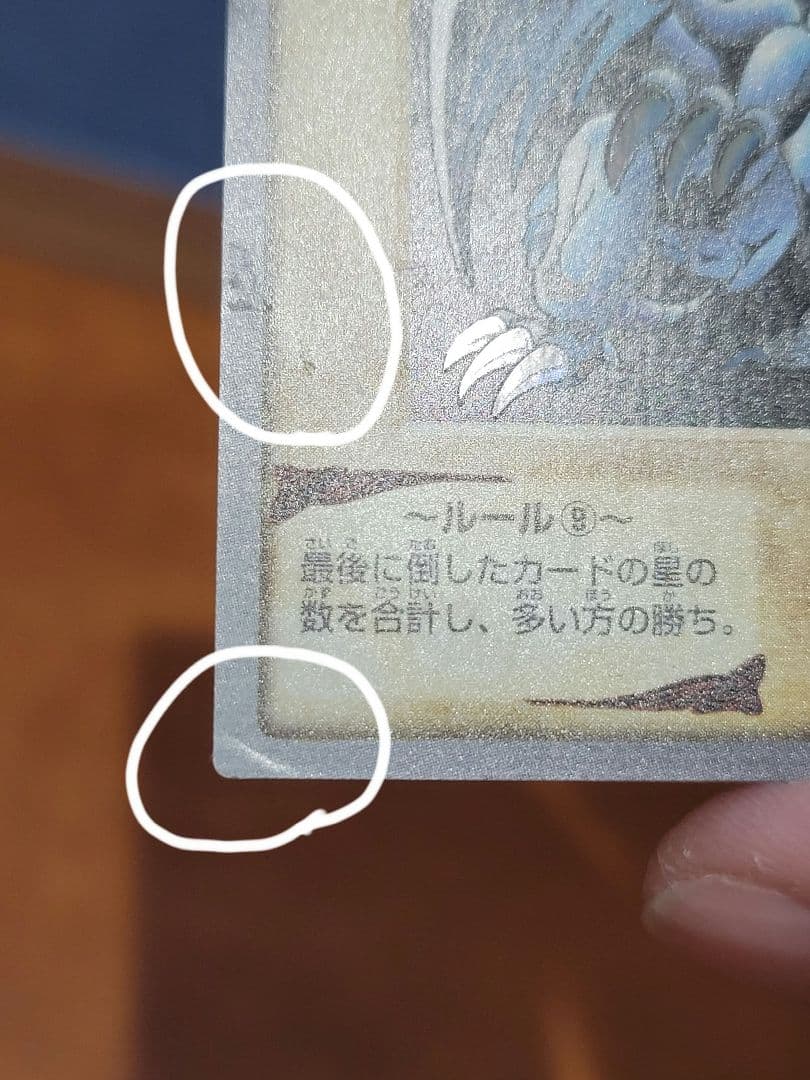 ～ルール⑨～
最後に倒したカードの星の
数を合計し、多い方の勝ち。